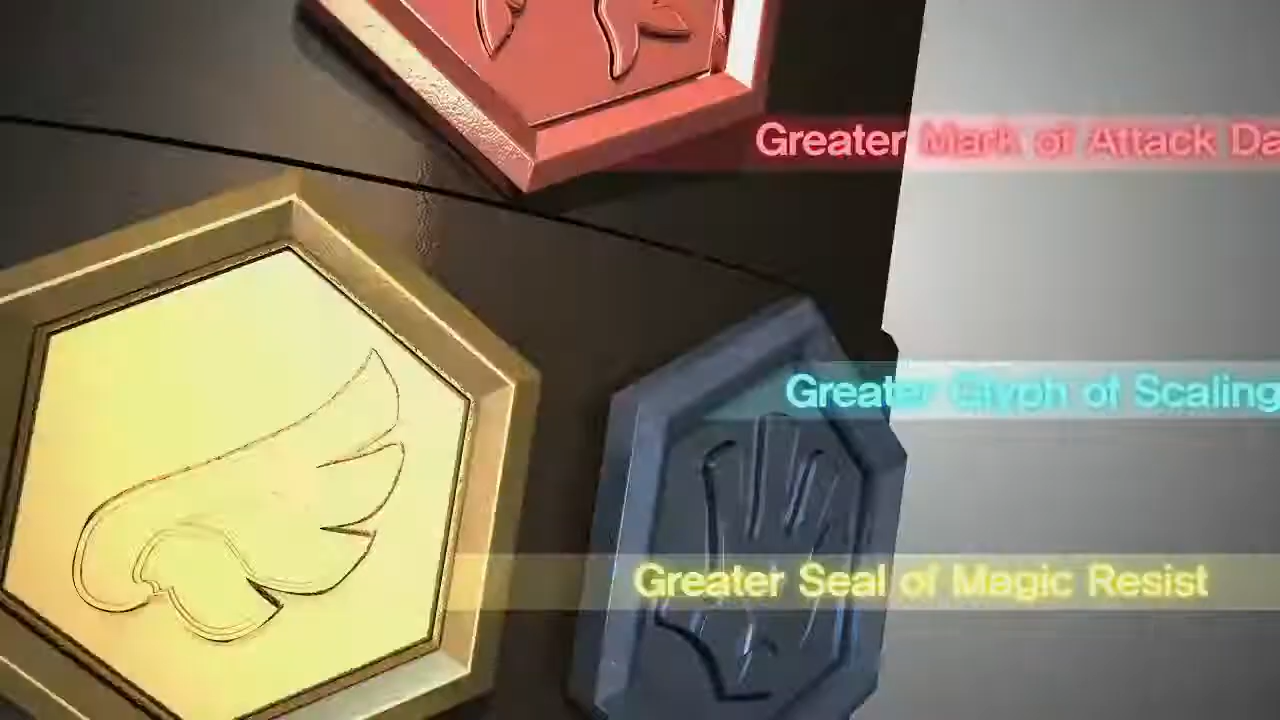 Greater Mark of Attack Da
Greater Glyph of Scaling
Greater Seal of Magic Resist